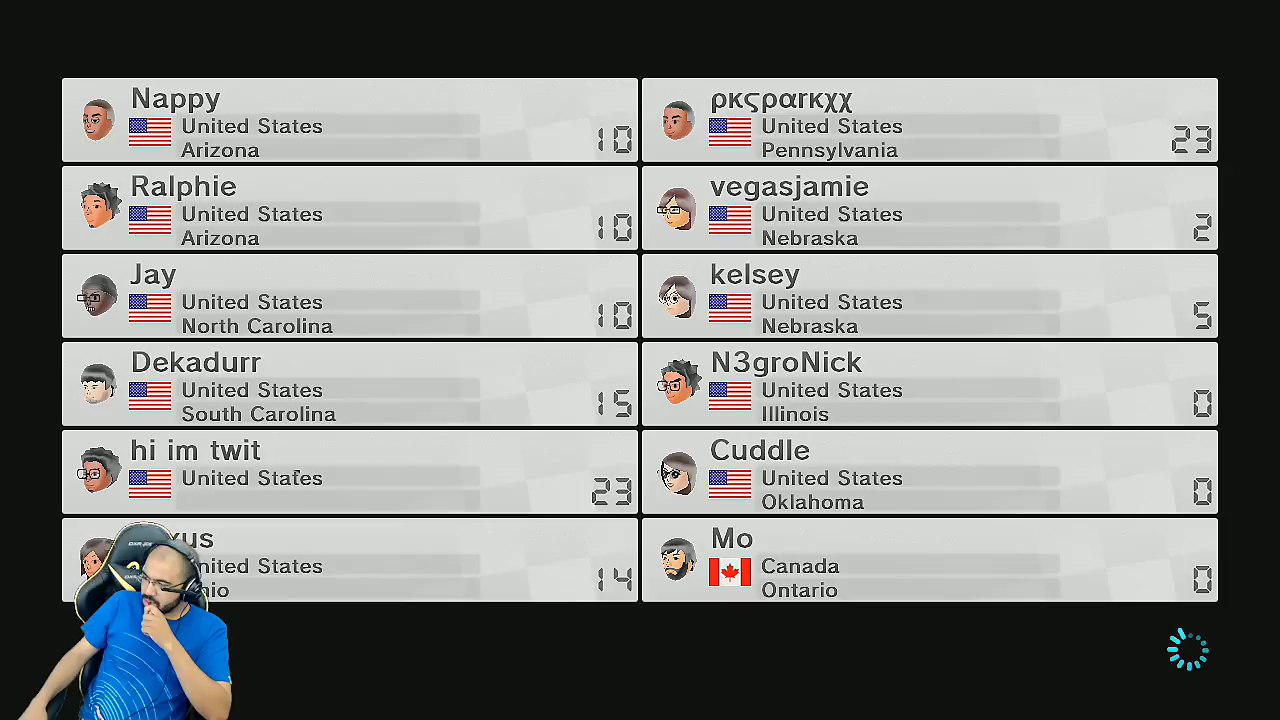 Nappy
United States
Arizona
10
Ralphie
United States
Arizona
10
Jay
United States
North Carolina
10
Dekadurr
United States
South Carolina
15
hi im twit
United States
23
United States
14
ρκςραrκχχ
United States
Pennsylvania
23
vegasjamie
United States
Nebraska
2
kelsey
United States
Nebraska
5
N3groNick
United States
Illinois
0
Cuddle
United States
Oklahoma
0
Mo
Canada
Ontario
0